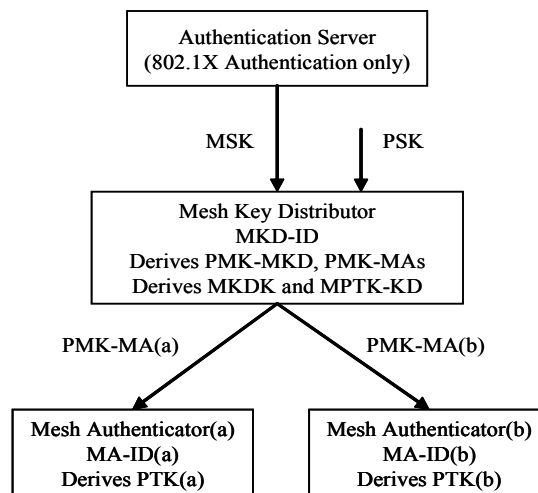 Authentication Server
(802.1X Authentication only)
MSK
PSK
Mesh Key Distributor
MKD-ID
Derives PMK-MKD, PMK-MAs
Derives MKDK and MPTK-KD
PMK-MA(a)
PMK-MA(b)
Mesh Authenticator(a)
MA-ID(a)
Derives PTK(a)
Mesh Authenticator(b)
MA-ID(b)
Derives PTK(b)